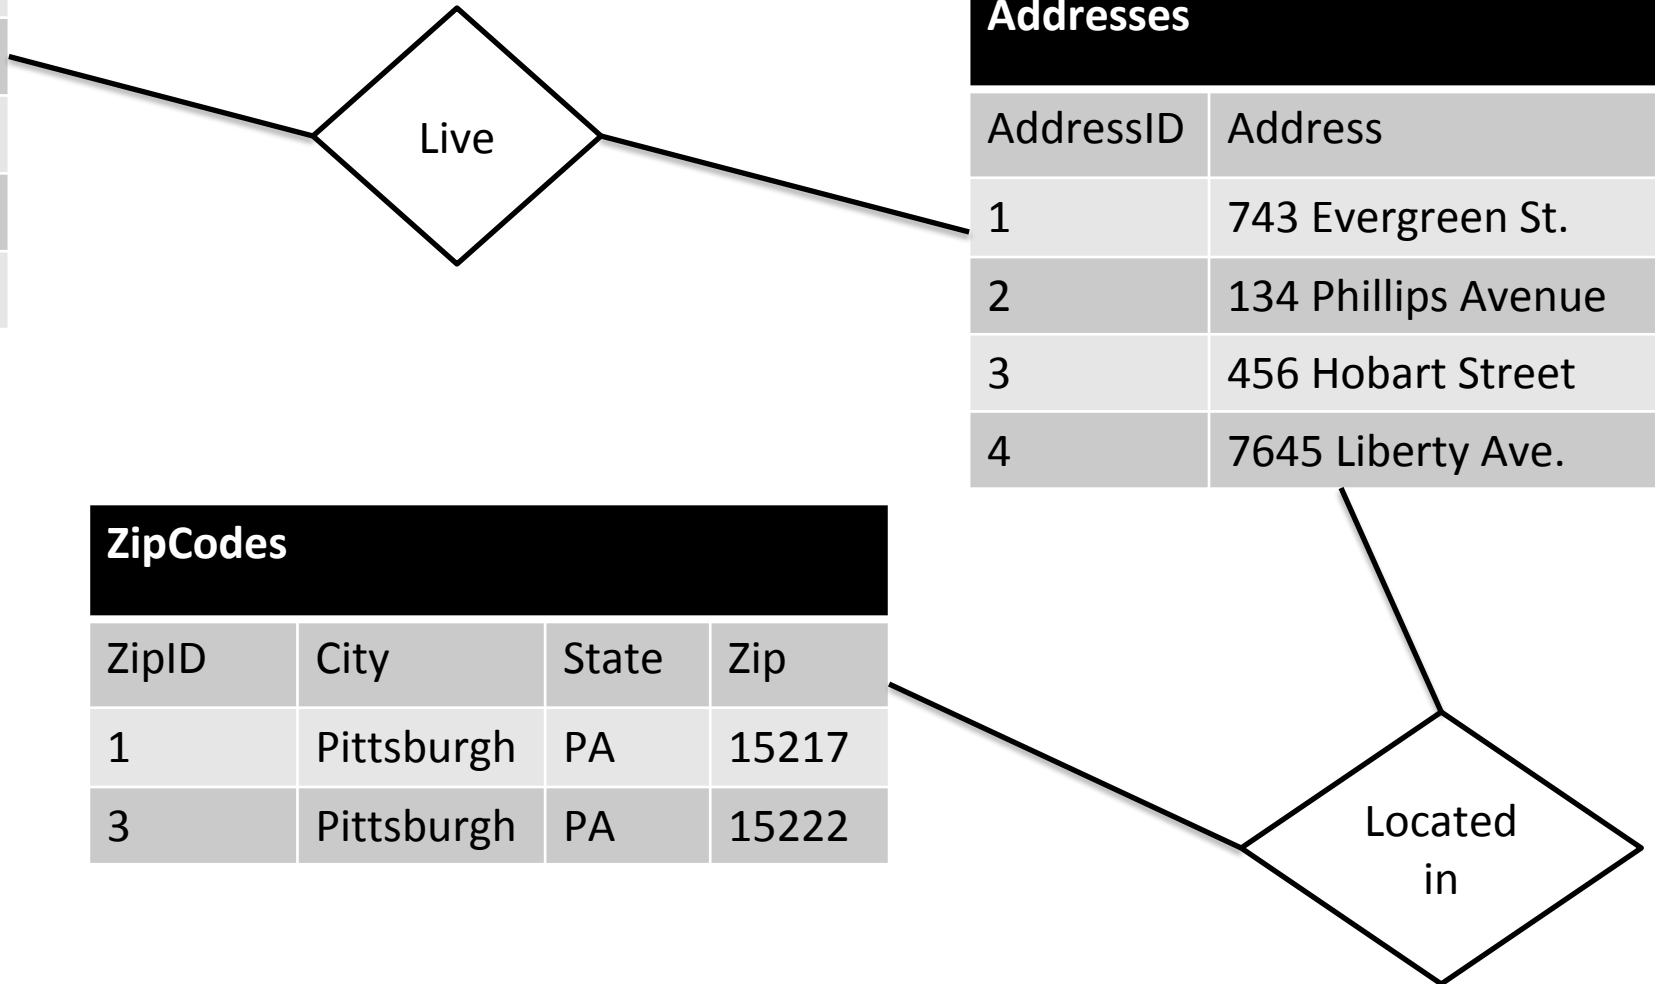 Addresses
Live
AddressID Address
1 743 Evergreen St.
2 134 Phillips Avenue
3 456 Hobart Street
4 7645 Liberty Ave.
ZipCodes
ZipID City State Zip
1 Pittsburgh PA 15217
3 Pittsburgh PA 15222
Located
in